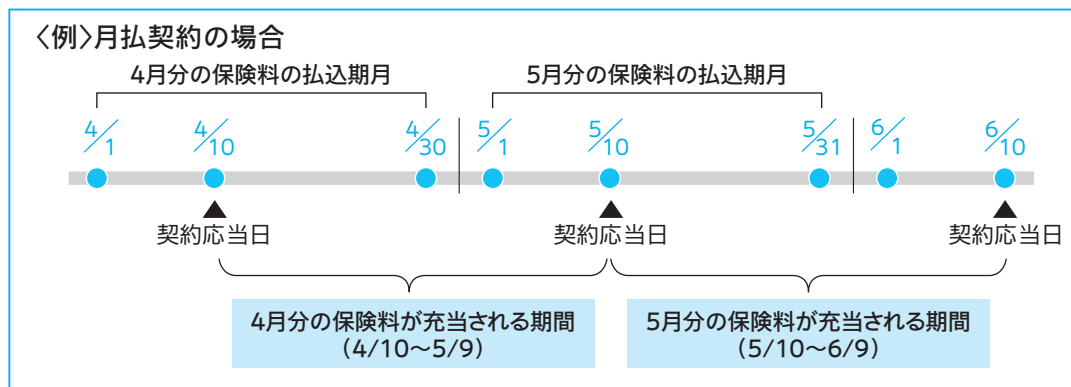 〈例〉月払契約の場合
4月分の保険料の払込期月
5月分の保険料の払込期月
4/1 4/10 4/30 5/1 5/10 5/31 6/1 6/10
契約応当日 契約応当日 契約応当日
4月分の保険料が充当される期間
(4/10〜5/9)
5月分の保険料が充当される期間
(5/10〜6/9)